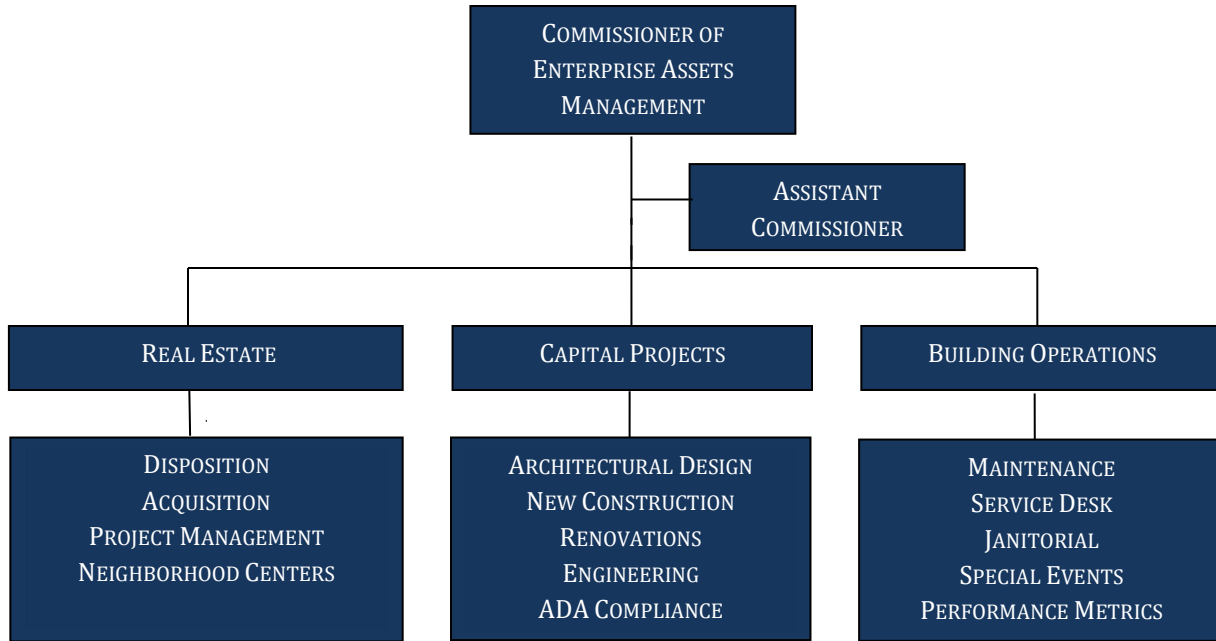 COMMISSIONER OF
ENTERPRISE ASSETS
MANAGEMENT
ASSISTANT
COMMISSIONER
REAL ESTATE
CAPITAL PROJECTS
BUILDING OPERATIONS
DISPOSITION
ACQUISITION
PROJECT MANAGEMENT
NEIGHBORHOOD CENTERS
ARCHITECTURAL DESIGN
NEW CONSTRUCTION
RENOVATIONS
ENGINEERING
ADA COMPLIANCE
MAINTENANCE
SERVICE DESK
JANITORIAL
SPECIAL EVENTS
PERFORMANCE METRICS